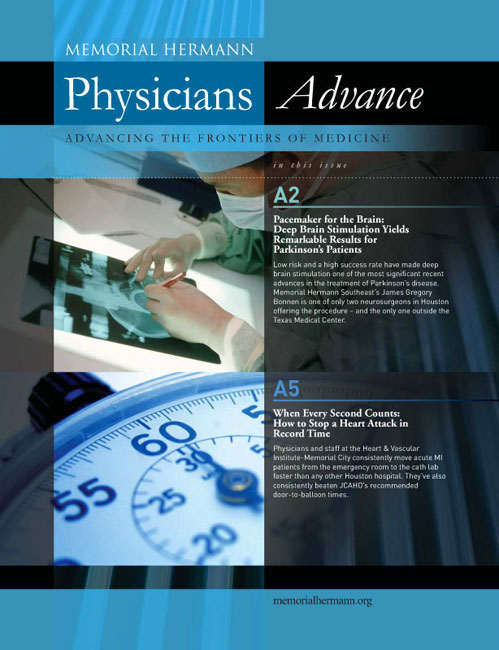 MEMORIAL HERMANN
Physicians Advance
ADVANCING THE FRONTIERS OF MEDICINE
in this issue
A2
Pacemaker for the Brain:
Deep Brain Stimulation Yields
Remarkable Results for
Parkinson's Patients
Low risk and a high success rate have made deep
brain stimulation one of the most significant recent
advances in the treatment of Parkinson's disease.
Memorial Hermann Southeast's James Gregory
Bonnen is one of only two neurosurgeons in Houston
offering the procedure – and the only one outside the
Texas Medical Center.
A5
When Every Second Counts:
How to Stop a Heart Attack in
Record Time
Physicians and staff at the Heart & Vascular
Institute-Memorial City consistently move acute MI
patients from the emergency room to the cath lab
faster than any other Houston hospital. They've also
consistently beaten JCAHO's recommended
door-to-balloon times.
60
5
30
55
25
20
memorialhermann.org